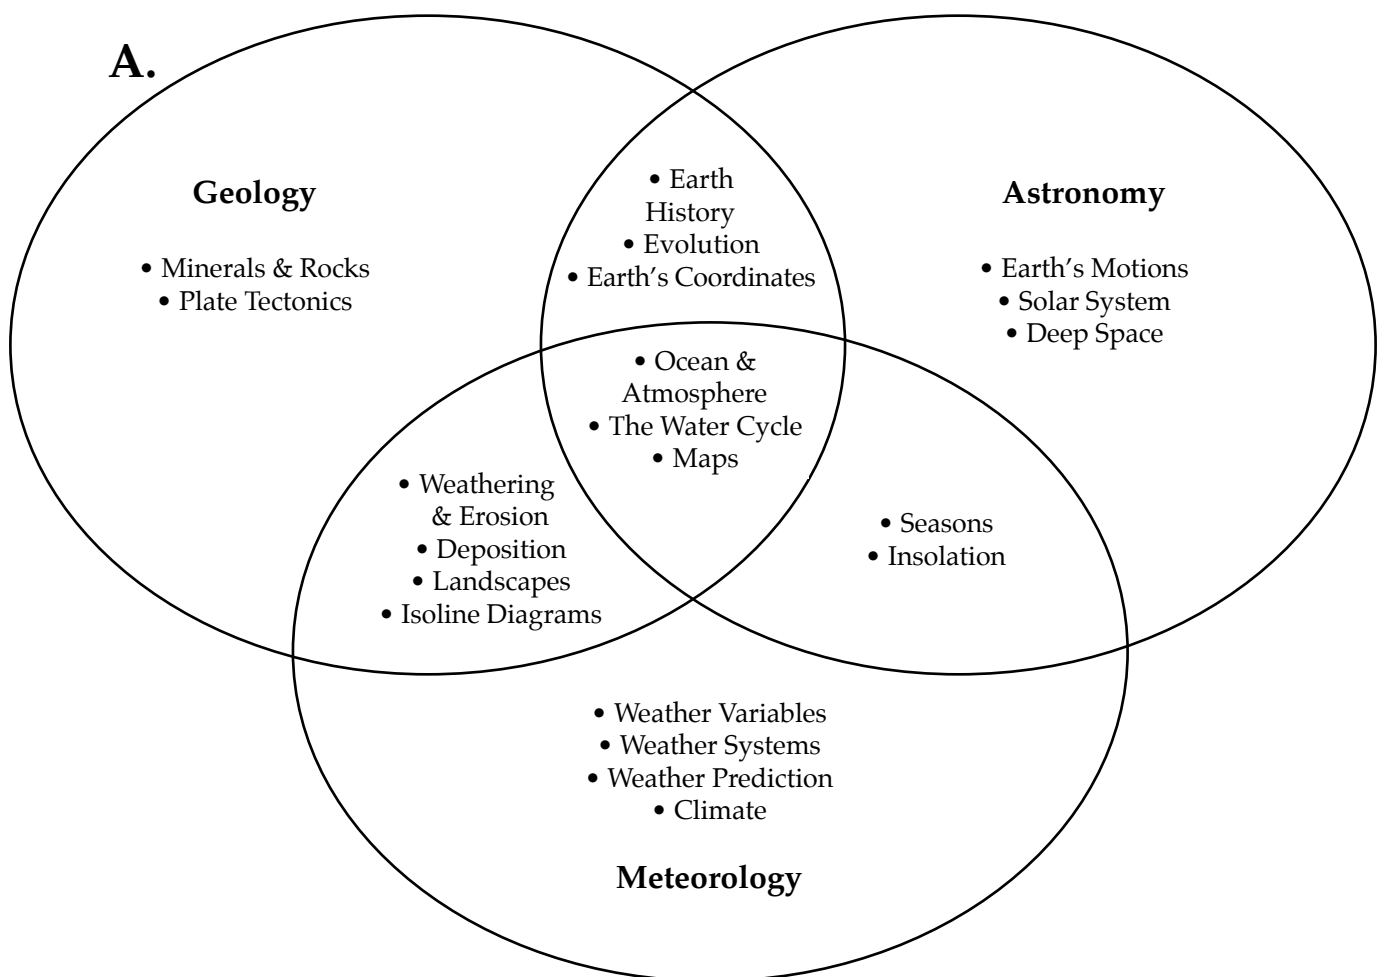 A.
Geology
• Minerals & Rocks
• Plate Tectonics
• Earth
History
• Evolution
• Earth's Coordinates
Astronomy
• Earth's Motions
• Solar System
• Deep Space
• Ocean &
Atmosphere
• The Water Cycle
• Maps
• Weathering
& Erosion
• Deposition
• Landscapes
• Isoline Diagrams
• Seasons
• Insolation
• Weather Variables
• Weather Systems
• Weather Prediction
• Climate
Meteorology